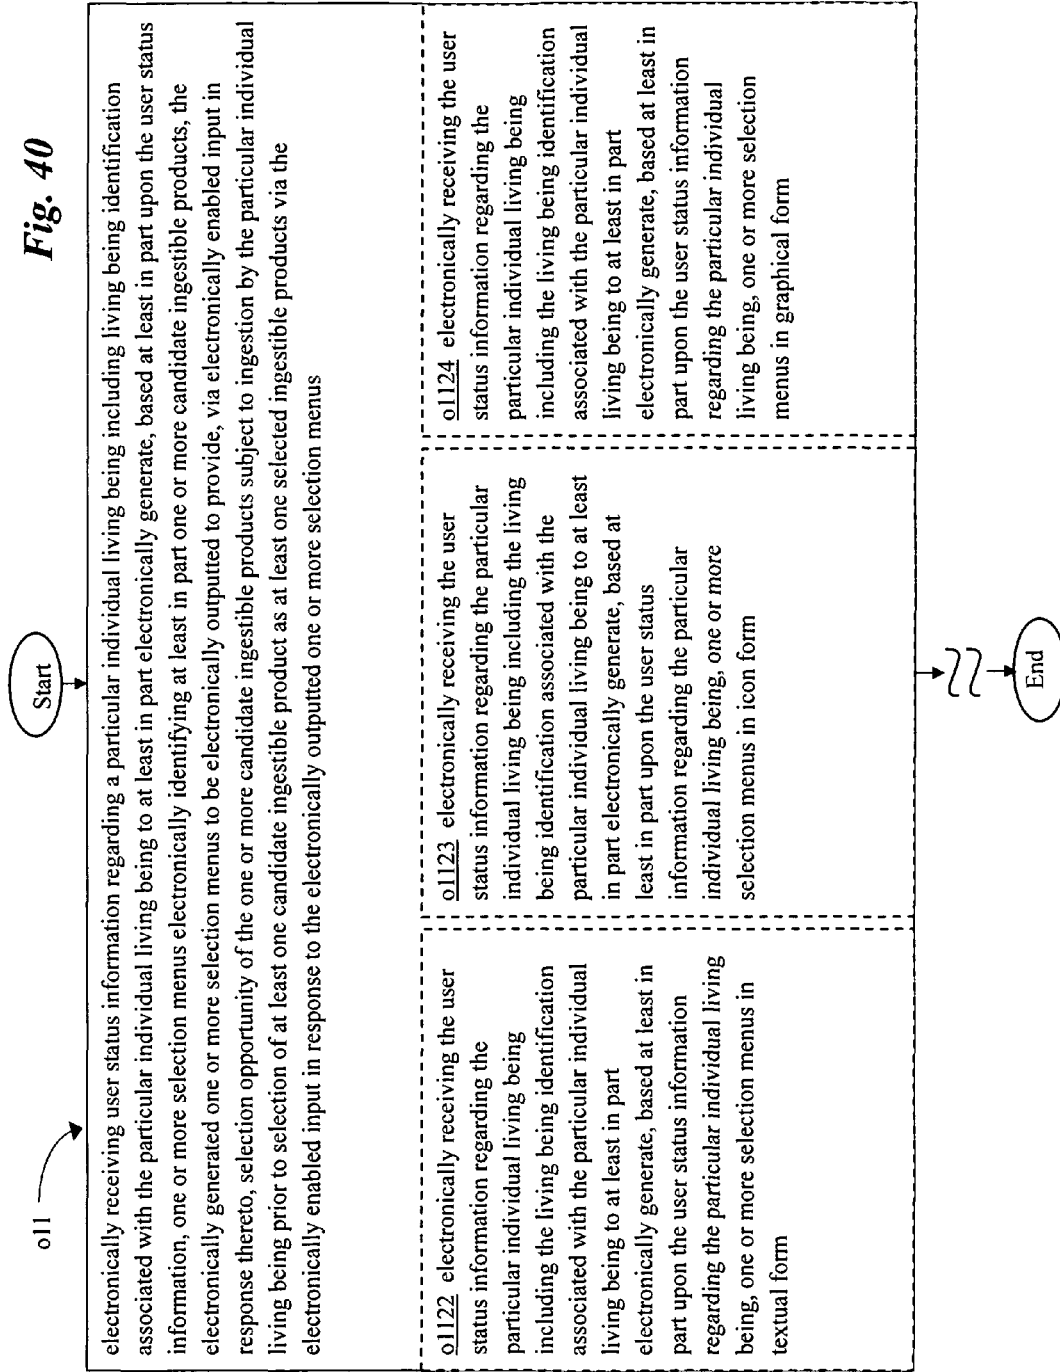 Fig. 40
o11
Start
electronically receiving user status information regarding a particular individual living being including living being identification
associated with the particular individual living being to at least in part electronically generate, based at least in part upon the user status
information, one or more selection menus electronically identifying at least in part one or more candidate ingestible products, the
electronically generated one or more selection menus to be electronically outputted to provide, via electronically enabled input in
response thereto, selection opportunity of the one or more candidate ingestible products subject to ingestion by the particular individual
living being prior to selection of at least one candidate ingestible product as at least one selected ingestible products via the
electronically enabled input in response to the electronically outputted one or more selection menus
o1122 electronically receiving the user
status information regarding the
particular individual living being
including the living being identification
associated with the particular individual
living being to at least in part
electronically generate, based at least in
part upon the user status information
regarding the particular individual living
being, one or more selection menus in
textual form
o1123 electronically receiving the user
status information regarding the particular
individual living being including the living
being identification associated with the
particular individual living being to at least
in part electronically generate, based at
least in part upon the user status
information regarding the particular
individual living being, one or more
selection menus in icon form
o1124 electronically receiving the user
status information regarding the
particular individual living being
including the living being identification
associated with the particular individual
living being to at least in part
electronically generate, based at least in
part upon the user status information
regarding the particular individual
living being, one or more selection
menus in graphical form
End